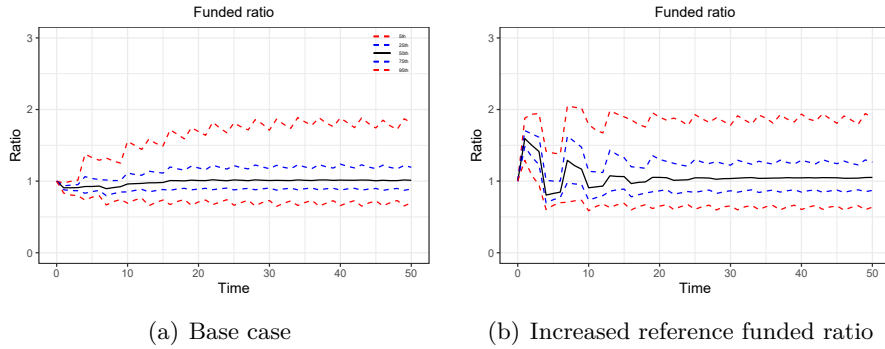 Funded ratio
3
2
1
0
Ratio
0
10
20
30
40
50
Time
5th
25th
50th
75th
95th
(a) Base case
Funded ratio
3
2
1
0
Ratio
0
10
20
30
40
50
Time
(b) Increased reference funded ratio